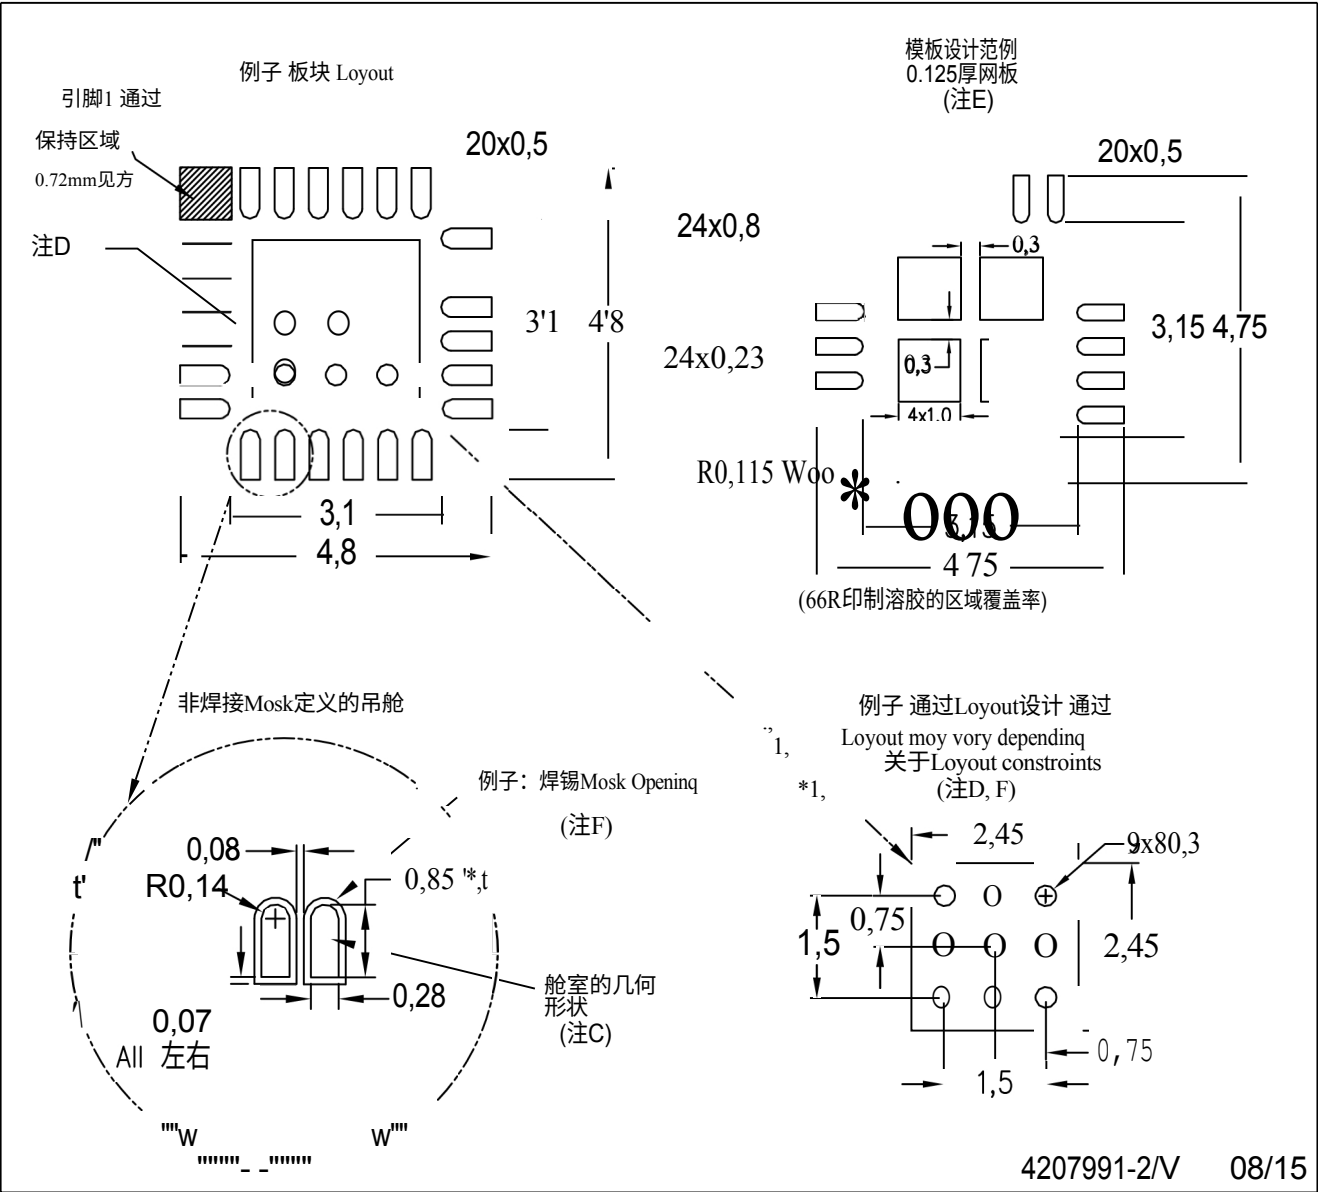 例子 板块 Loyout
引脚1 通过
保持区域
0.72mm见方
注D
20x0,5
24x0,8
3'1
4'8
24x0,23
3,1
4,8
模板设计范例
0.125厚网板
(注E)
20x0,5
0,3
0,3
4x1.0
3,15
4,75
R0,115 Woo
*
000
3,15
4 75
(66R印制溶胶的区域覆盖率)
非焊接Mosk定义的吊舱
例子：焊锡Mosk Openinq
(注F)
0,08
R0,14
0,85 '*,t
/"
t'
0,28
0,07
All 左右
舱室的几何
形状
(注C)
""w
w""
"""""- -"""""
例子 通过Loyout设计 通过
Loyout moy vory dependinq
关于Loyout constroints
(注D, F)
1,
*1,
2,45
9x80,3
0,75
1,5
2,45
0,75
1,5
4207991-2/V 08/15